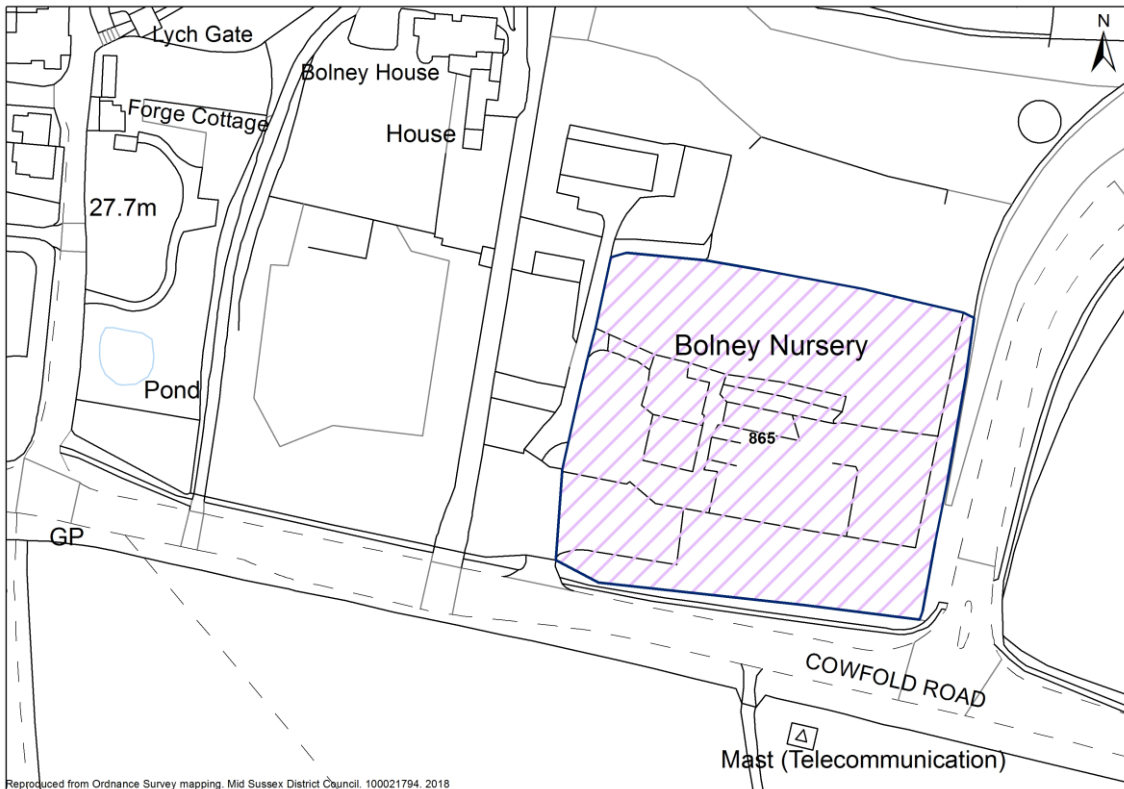 N
Lych Gate
Bolney House
Forge Cottage
House
27.7m
Bolney Nursery
Pond
865
GP
COWFOLD ROAD
Mast (Telecommunication)
Reproduced from Ordnance Survey mapping. Mid Sussex District Council. 100021794. 2018